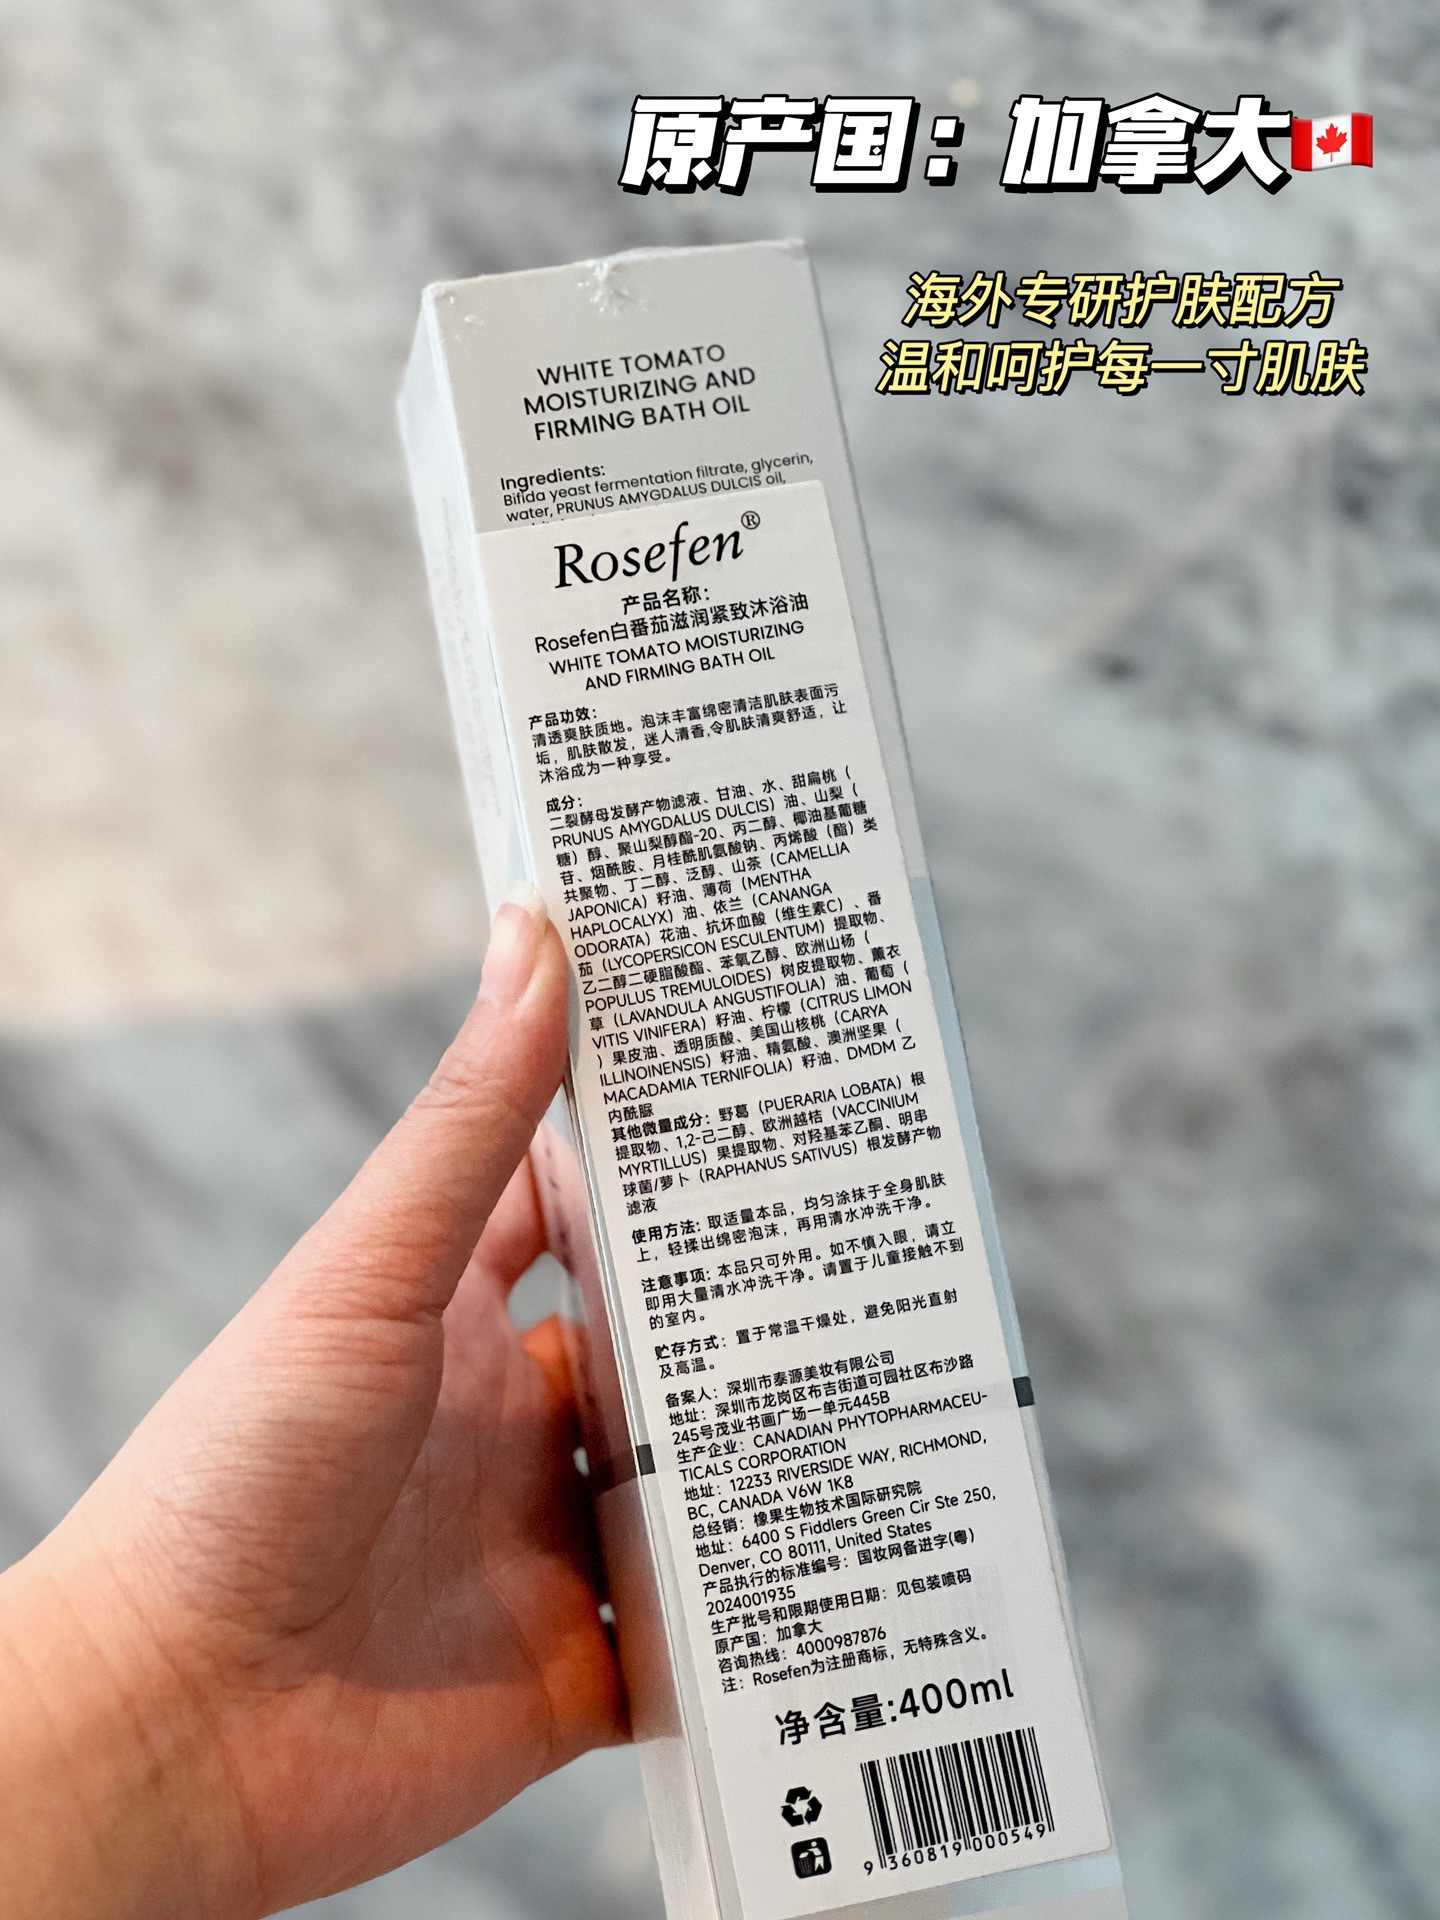 原产国：加拿大
海外专研护肤配方
温和呵护每一寸肌肤
WHITE TOMATO
MOISTURIZING AND
FIRMING BATH OIL
Ingredients:
Bifida yeast fermentation filtrate, glycerin,
water, PRUNUS AMYGDALUS DULCIS oil,
Rosefen®
产品名称：
Rosefen白番茄滋润紧致沐浴油
WHITE TOMATO MOISTURIZING
AND FIRMING BATH OIL
产品功效：
清透爽肤质地。泡沫丰富绵密清洁肌肤表面污
垢，肌肤散发，迷人清香,令肌肤清爽舒适，让
沐浴成为一种享受。
成分：
二裂酵母发酵产物滤液、甘油、水、甜扁桃（
PRUNUS AMYGDALUS DULCIS）油、山梨（
糖）醇、聚山梨醇酯-20、丙二醇、椰油基葡糖
苷、烟酰胺、月桂酰肌氨酸钠、丙烯酸（酯）类
共聚物、丁二醇、泛醇、山茶（CAMELLIA
JAPONICA）籽油、薄荷（MENTHA
HAPLOCALYX）油、依兰（CANANGA
ODORATA）花油、抗坏血酸（维生素C）、番
茄（LYCOPERSICON ESCULENTUM）提取物、
乙二醇二硬脂酸酯、苯氧乙醇、欧洲山杨（
POPULUS TREMULOIDES）树皮提取物、薰衣
草（LAVANDULA ANGUSTIFOLIA）油、葡萄（
VITIS VINIFERA）籽油、柠檬（CITRUS LIMON
）果皮油、透明质酸、美国山核桃（CARYA
ILLINOINENSIS）籽油、精氨酸、澳洲坚果（
MACADAMIA TERNIFOLIA）籽油、DMDM 乙
内酰脲
其他微量成分：野葛（PUERARIA LOBATA）根
提取物、1,2-己二醇、欧洲越桔（VACCINIUM
MYRTILLUS）果提取物、对羟基苯乙酮、明串
球菌/萝卜（RAPHANUS SATIVUS）根发酵产物
滤液
使用方法：取适量本品，均匀涂抹于全身肌肤
上，轻揉出绵密泡沫，再用清水冲洗干净。
注意事项：本品只可外用。如不慎入眼，请立
即用大量清水冲洗干净。请置于儿童接触不到
的室内。
贮存方式：置于常温干燥处，避免阳光直射
及高温。
备案人：深圳市泰源美妆有限公司
地址：深圳市龙岗区布吉街道可园社区布沙路
245号茂业书画广场一单元445B
生产企业：CANADIAN PHYTOPHARMACEU-
TICALS CORPORATION
地址：12233 RIVERSIDE WAY, RICHMOND,
BC, CANADA V6W 1K8
总经销：橡果生物技术国际研究院
地址：6400 S Fiddlers Green Cir Ste 250,
Denver, CO 80111, United States
产品执行的标准编号：国妆网备进字(粤)
2024001935
生产批号和限期使用日期：见包装喷码
原产国：加拿大
咨询热线：4000987876
注：Rosefen为注册商标，无特殊含义。
净含量:400ml
9 360819 000549